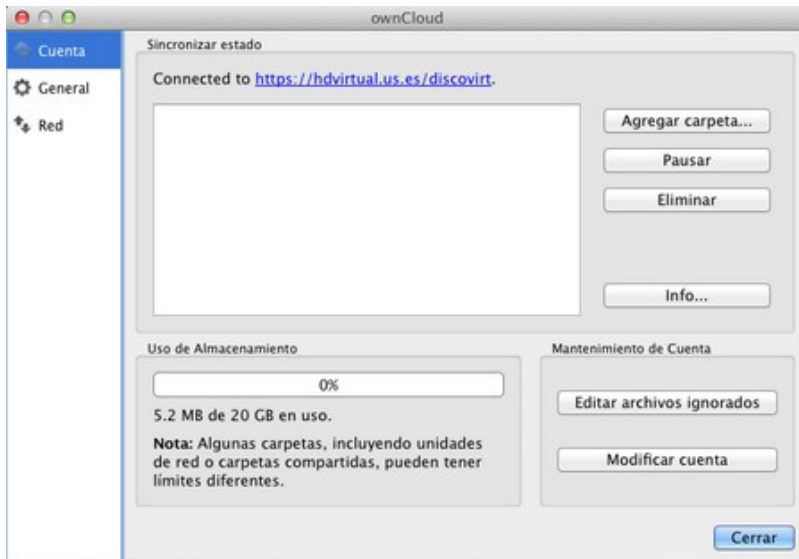 ownCloud
Cuenta
General
Red
Sincronizar estado
Connected to https://hdvirtual.us.es/discovirt.
Agregar carpeta...
Pausar
Eliminar
Info...
Uso de Almacenamiento
0%
5.2 MB de 20 GB en uso.
Nota: Algunas carpetas, incluyendo unidades
de red o carpetas compartidas, pueden tener
límites diferentes.
Mantenimiento de Cuenta
Editar archivos ignorados
Modificar cuenta
Cerrar